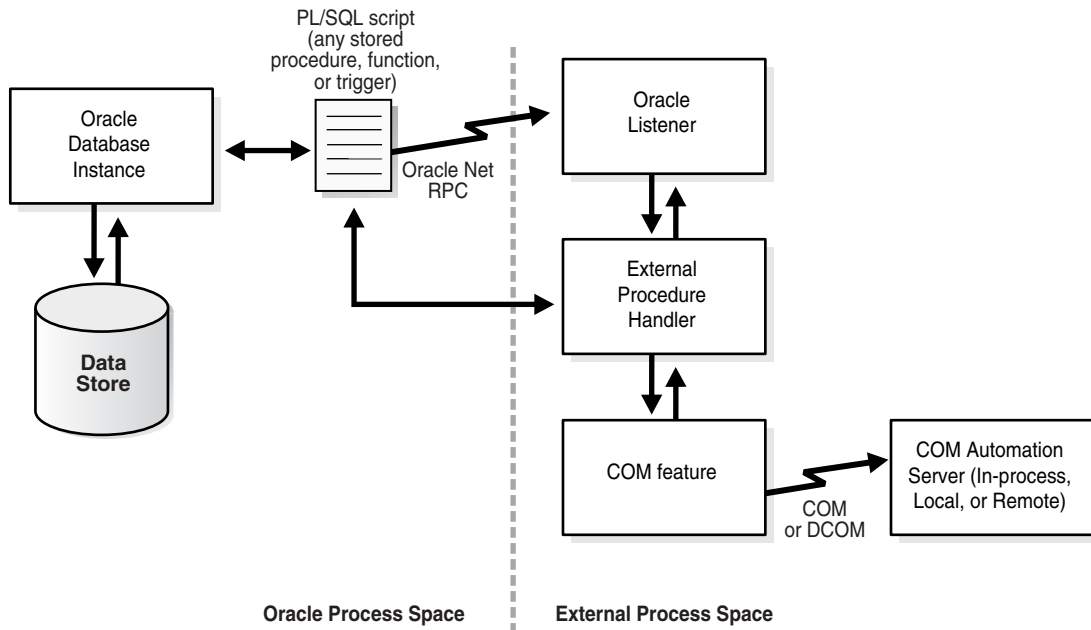 PL/SQL script
(any stored
procedure, function,
or trigger)
Oracle
Database
Instance
Oracle
Listener
Oracle Net
RPC
External
Procedure
Handler
Data
Store
COM feature
COM Automation
Server (In-process,
Local, or Remote)
COM
or DCOM
Oracle Process Space
External Process Space